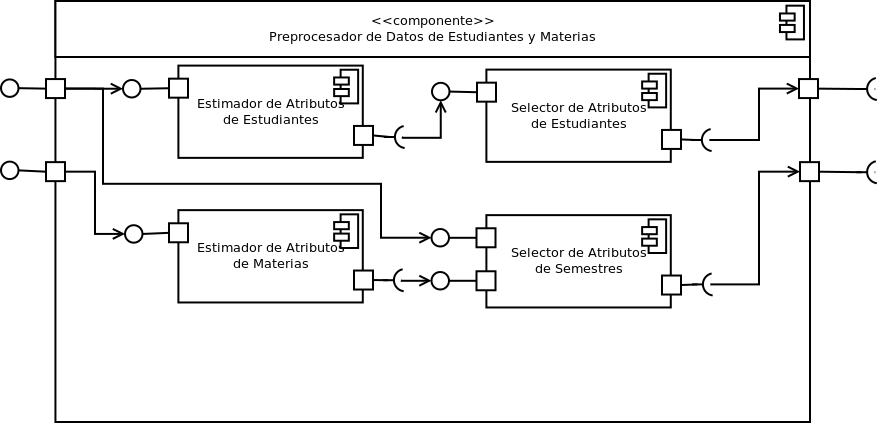 <<componente>>
Preprocesador de Datos de Estudiantes y Materias
Estimador de Atributos
de Estudiantes
Selector de Atributos
de Estudiantes
Estimador de Atributos
de Materias
Selector de Atributos
de Semestres